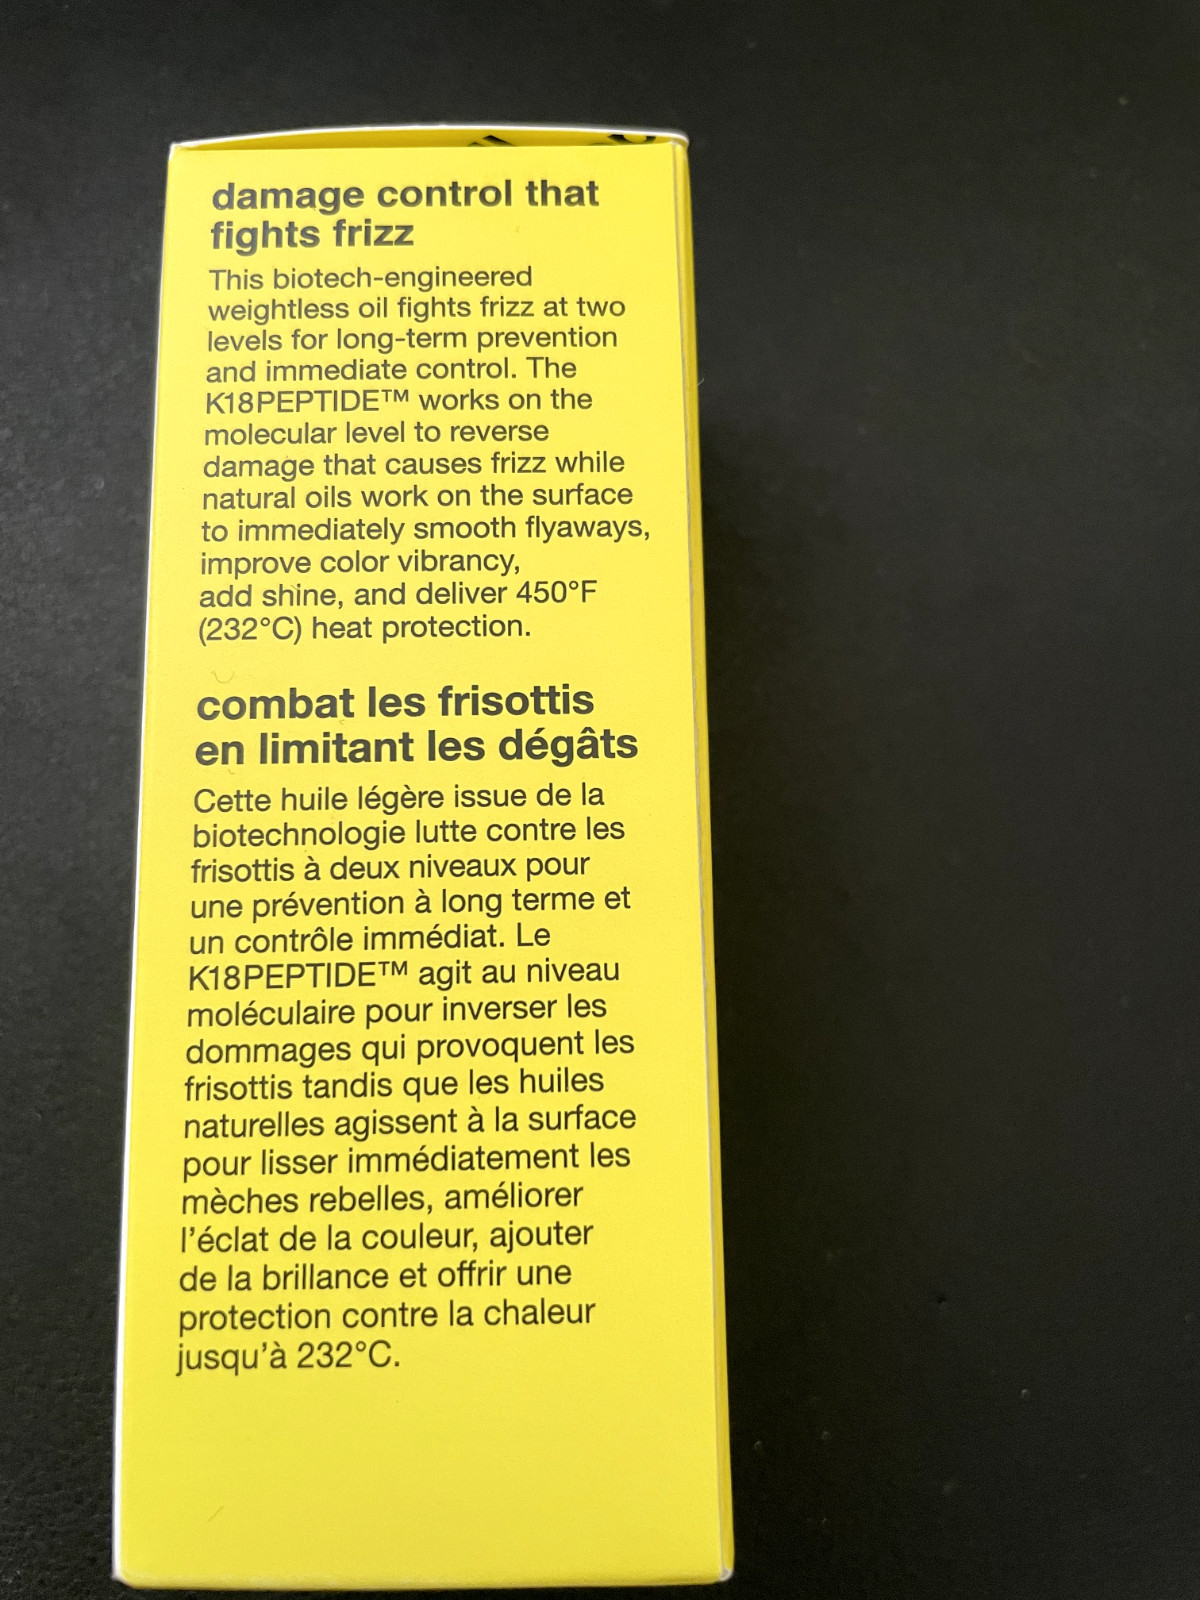 damage control that
fights frizz
This biotech-engineered
weightless oil fights frizz at two
levels for long-term prevention
and immediate control. The
K18PEPTIDE™ works on the
molecular level to reverse
damage that causes frizz while
natural oils work on the surface
to immediately smooth flyaways,
improve color vibrancy,
add shine, and deliver 450°F
(232°C) heat protection.
combat les frisottis
en limitant les dégâts
Cette huile légère issue de la
biotechnologie lutte contre les
frisottis à deux niveaux pour
une prévention à long terme et
un contrôle immédiat. Le
K18PEPTIDE™ agit au niveau
moléculaire pour inverser les
dommages qui provoquent les
frisottis tandis que les huiles
naturelles agissent à la surface
pour lisser immédiatement les
mèches rebelles, améliorer
l'éclat de la couleur, ajouter
de la brillance et offrir une
protection contre la chaleur
jusqu'à 232°C.